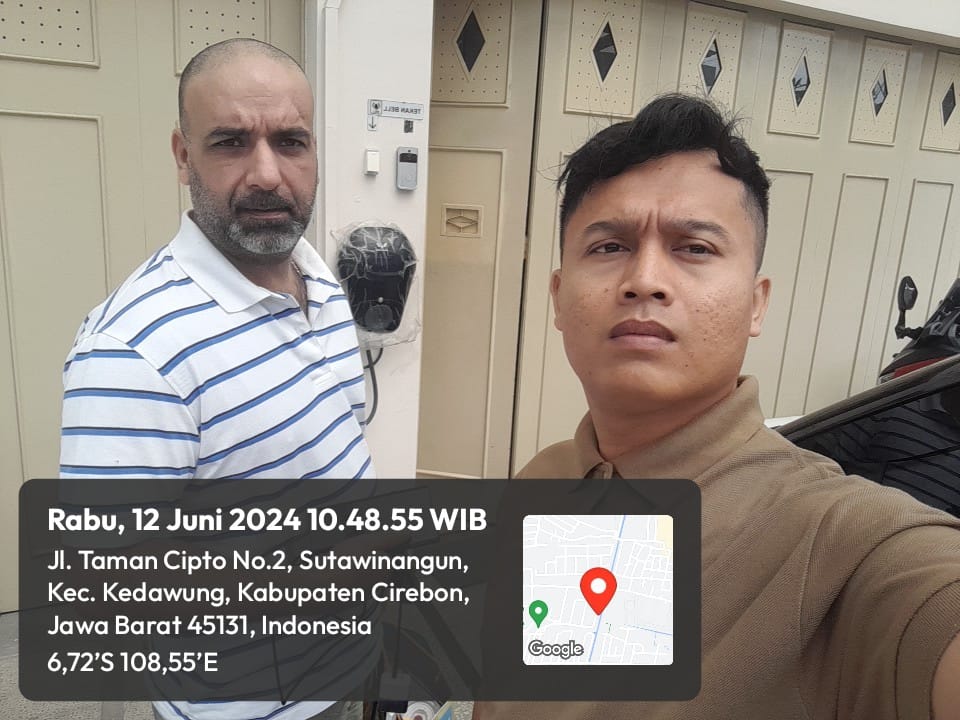 TEKAN BELL
Rabu, 12 Juni 2024 10.48.55 WIB
Jl. Taman Cipto No.2, Sutawinangun,
Kec. Kedawung, Kabupaten Cirebon,
Jawa Barat 45131, Indonesia
6,72’S 108,55’E
Google